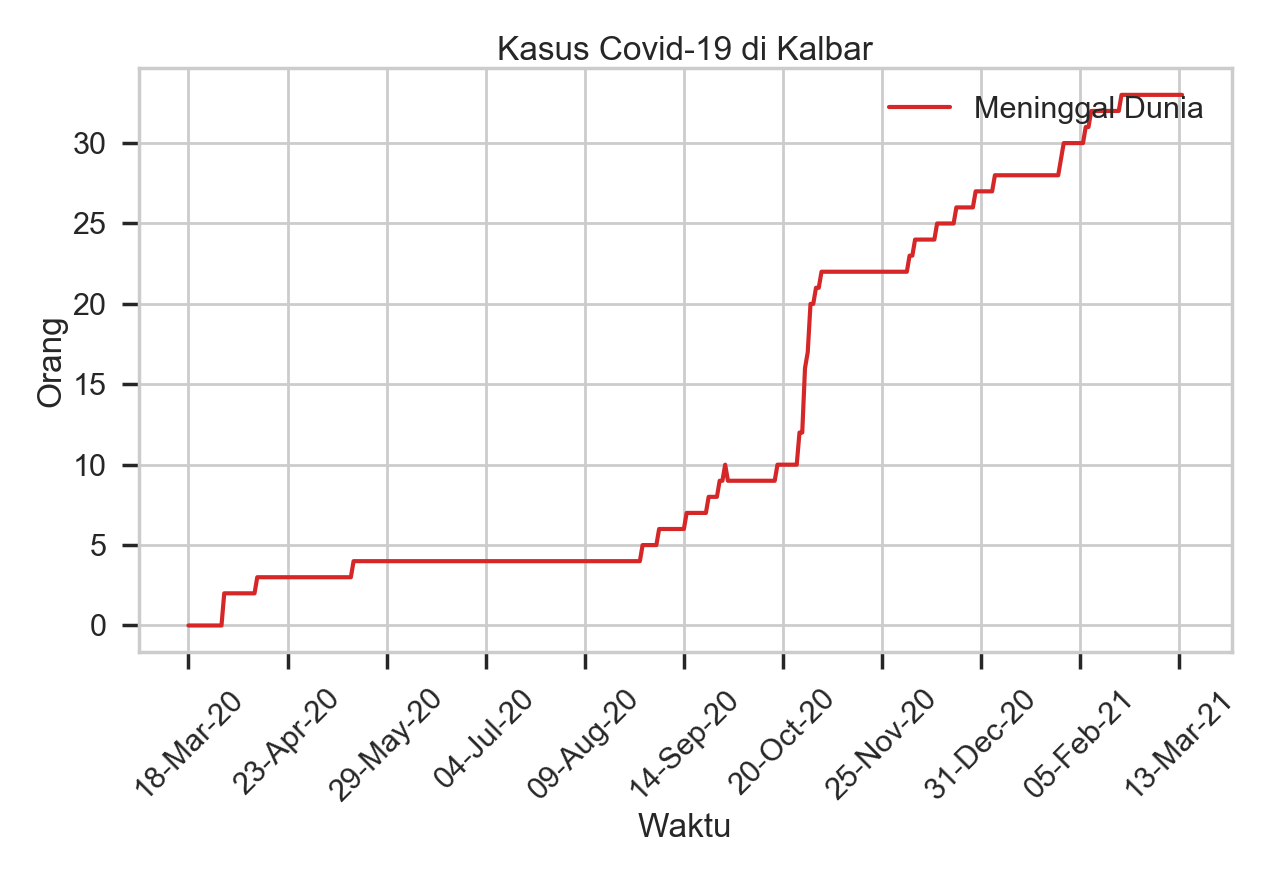 Kasus Covid-19 di Kalbar
Meninggal Dunia
Orang
30
25
20
15
10
5
0
18-Mar-20
23-Apr-20
29-May-20
04-Jul-20
09-Aug-20
14-Sep-20
20-Oct-20
25-Nov-20
31-Dec-20
05-Feb-21
13-Mar-21
Waktu